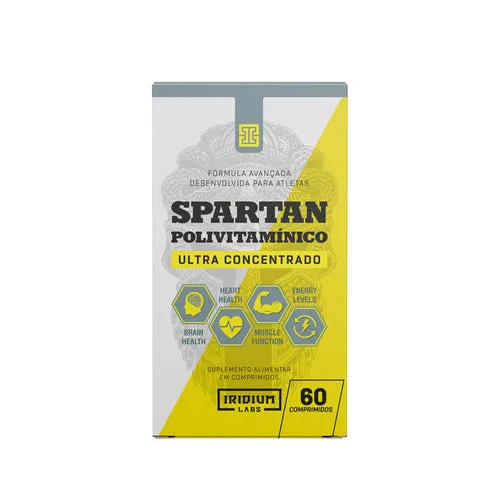 FÓRMULA AVANÇADA
DESENVOLVIDA PARA ATLETAS
SPARTAN
POLIVITAMÍNICO
ULTRA CONCENTRADO
HEART
HEALTH
ENERGY
LEVELS
BRAIN
HEALTH
MUSCLE
FUNCTION
SUPLEMENTO ALIMENTAR
EM COMPRIMIDOS
IRIDIUM
LABS
60
COMPRIMIDOS